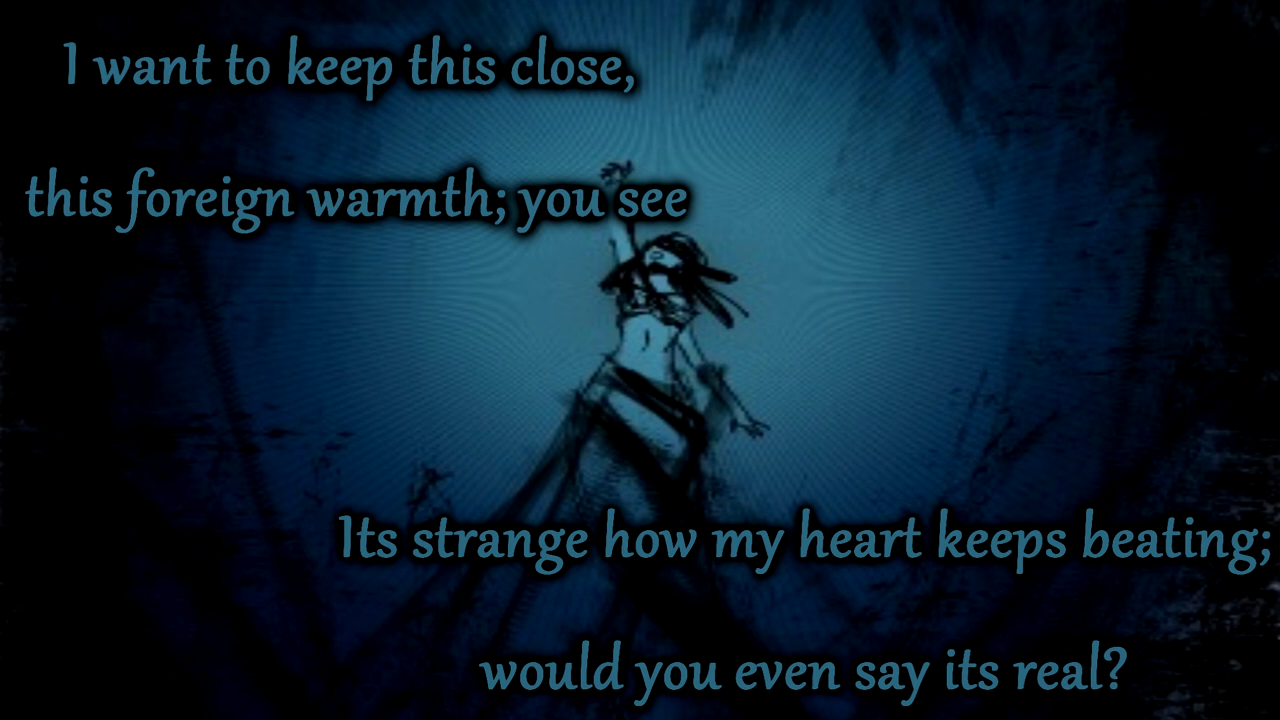 I want to keep this close,
this foreign warmth; you see
Its strange how my heart keeps beating;
would you even say its real?